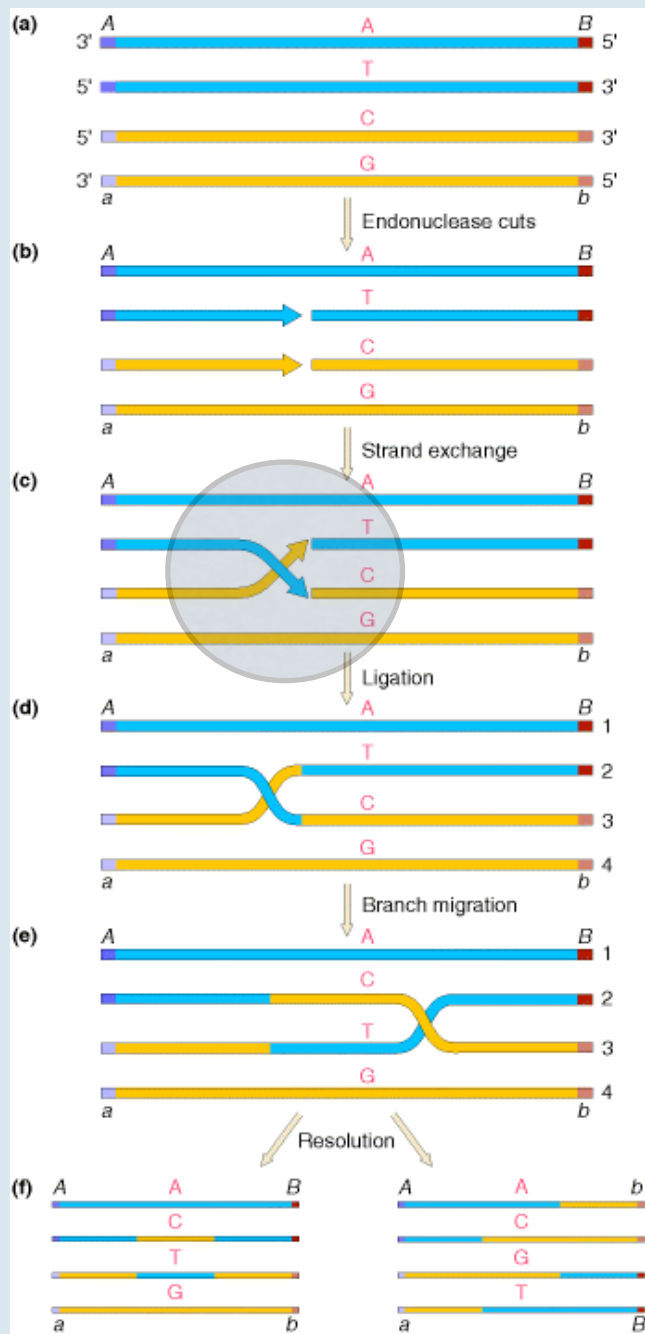 (a) A A B
3' 5'
T
5' 3'
C
5' 3'
G
3' 5'
a b
Endonuclease cuts
(b) A A B
T
C
G
a b
Strand exchange
(c) A A B
T
C
G
a b
Ligation
(d) A A B
1
T
2
C
3
G
4
a b
Branch migration
(e) A A B
1
C
2
T
3
G
4
a b
Resolution
(f) A A B A A b
C C
T G
G T
a b a B